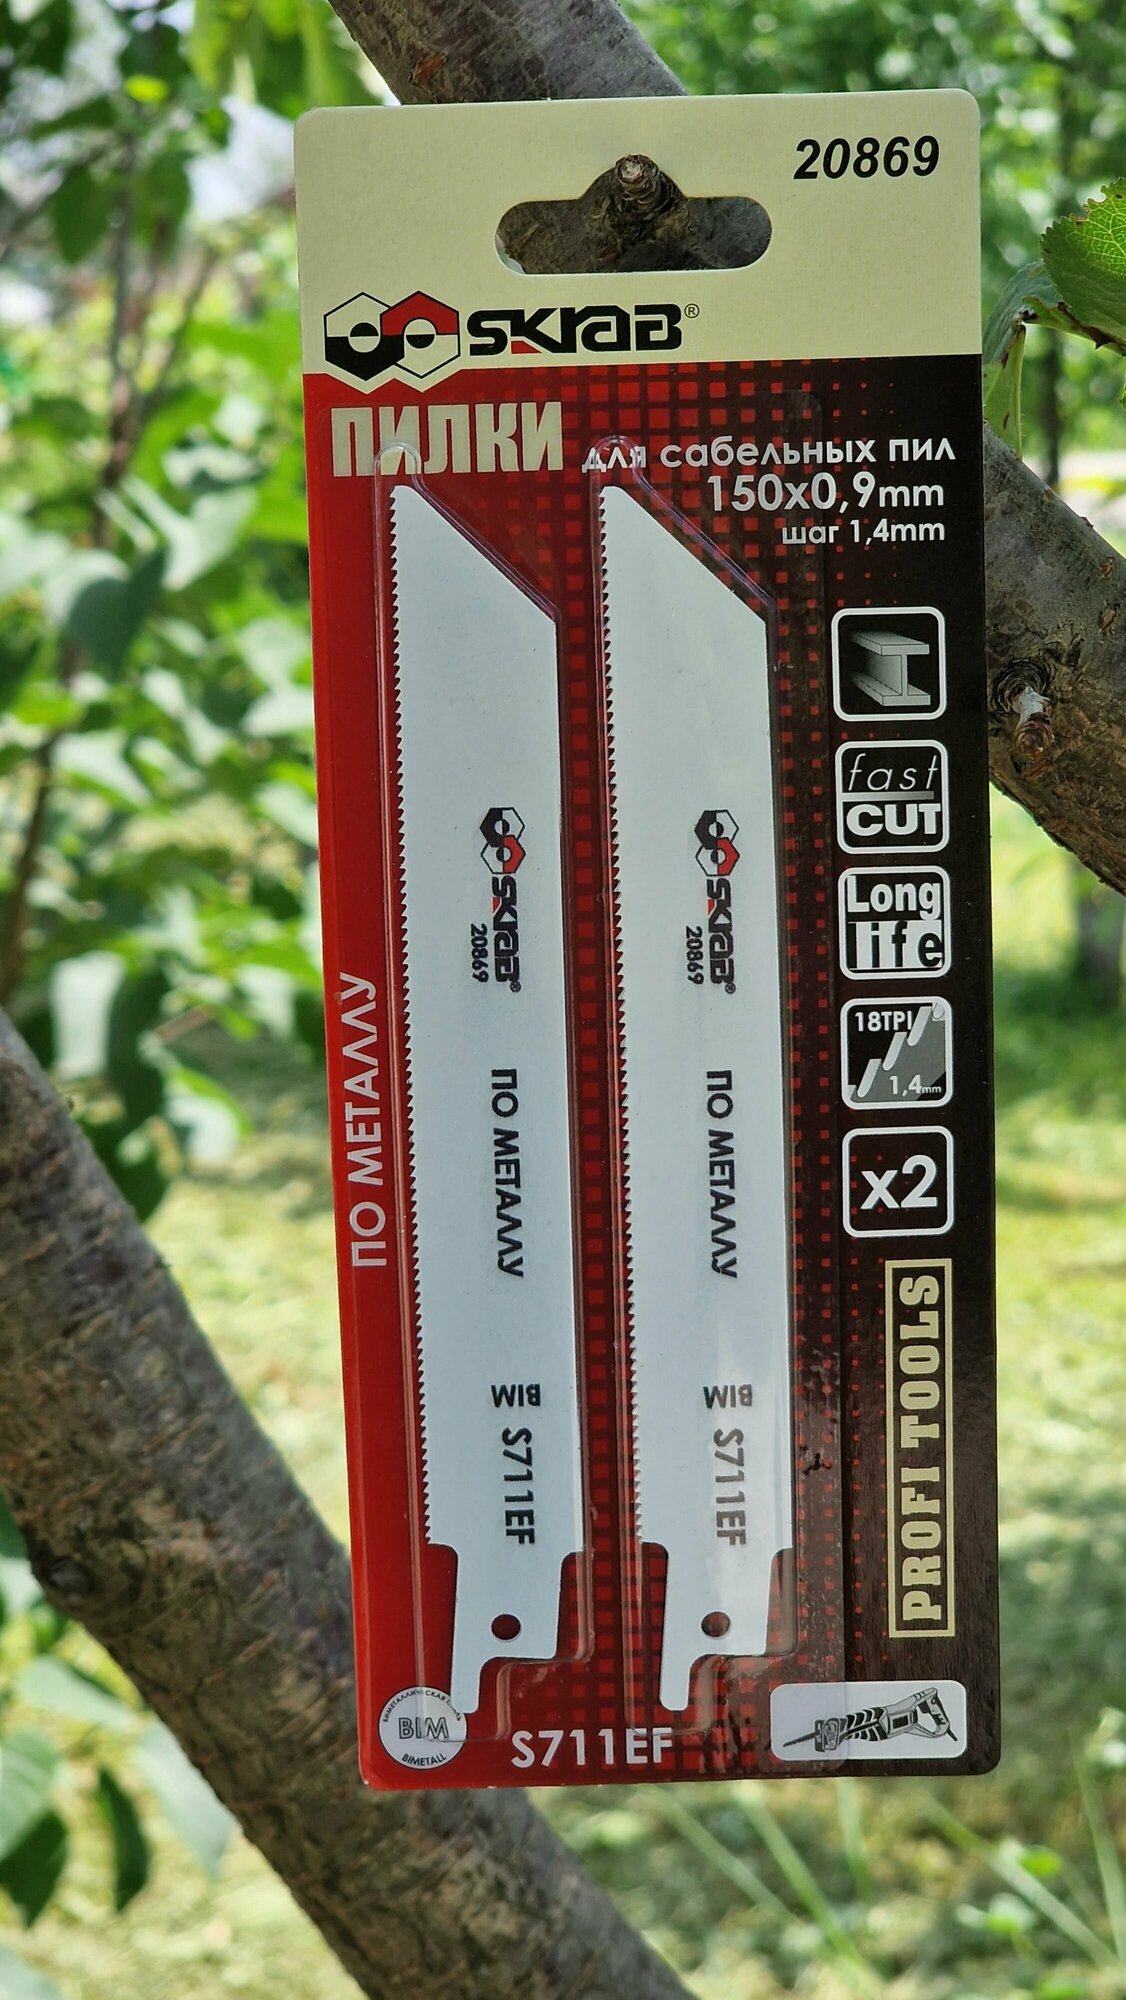 20869
SKRAB®
ПИЛКИ
для сабельных пил
150x0,9mm
шаг 1,4mm
fast
CUT
Long
life
18TPI
1,4mm
x2
PROFI TOOLS
ПО МЕТАЛЛУ
SKRAB®
20869
ПО МЕТАЛЛУ
BIM
S711EF
SKRAB®
20869
ПО МЕТАЛЛУ
BIM
S711EF
БИМЕТАЛЛИЧЕСКАЯ
BIM
BIMETALL
S711EF